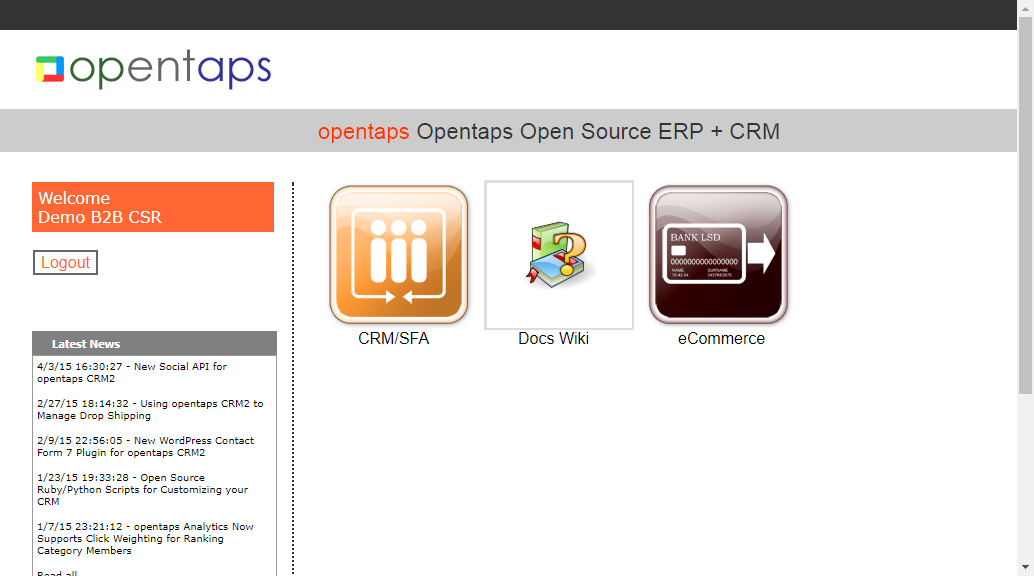 opentaps
opentaps Opentaps Open Source ERP + CRM
Welcome
Demo B2B CSR
Logout
BANK LSD
0000000000000000
NAME SURNAME
CRM/SFA
Docs Wiki
eCommerce
Latest News
4/3/15 16:30:27 - New Social API for
opentaps CRM2
2/27/15 18:14:32 - Using opentaps CRM2 to
Manage Drop Shipping
2/9/15 22:56:05 - New WordPress Contact
Form 7 Plugin for opentaps CRM2
1/23/15 19:33:28 - Open Source
Ruby/Python Scripts for Customizing your
CRM
1/7/15 23:21:12 - opentaps Analytics Now
Supports Click Weighting for Ranking
Category Members
Read all